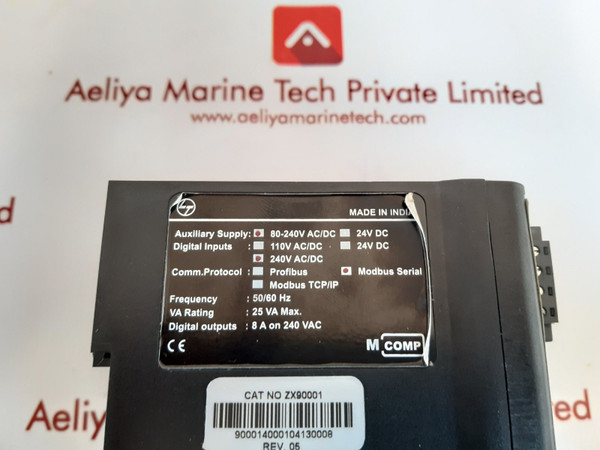 Aeliya Marine Tech Private Limited
www.aeliyamarinetech.com
MADE IN INDIA
Auxiliary Supply: 80-240V AC/DC 24V DC
Digital Inputs : 110V AC/DC 24V DC
240V AC/DC
Comm.Protocol : Profibus Modbus Serial
Modbus TCP/IP
Frequency : 50/60 Hz
VA Rating : 25 VA Max.
Digital outputs : 8 A on 240 VAC
CE M COMP
CAT NO ZX90001
900014000104130008
REV. 05